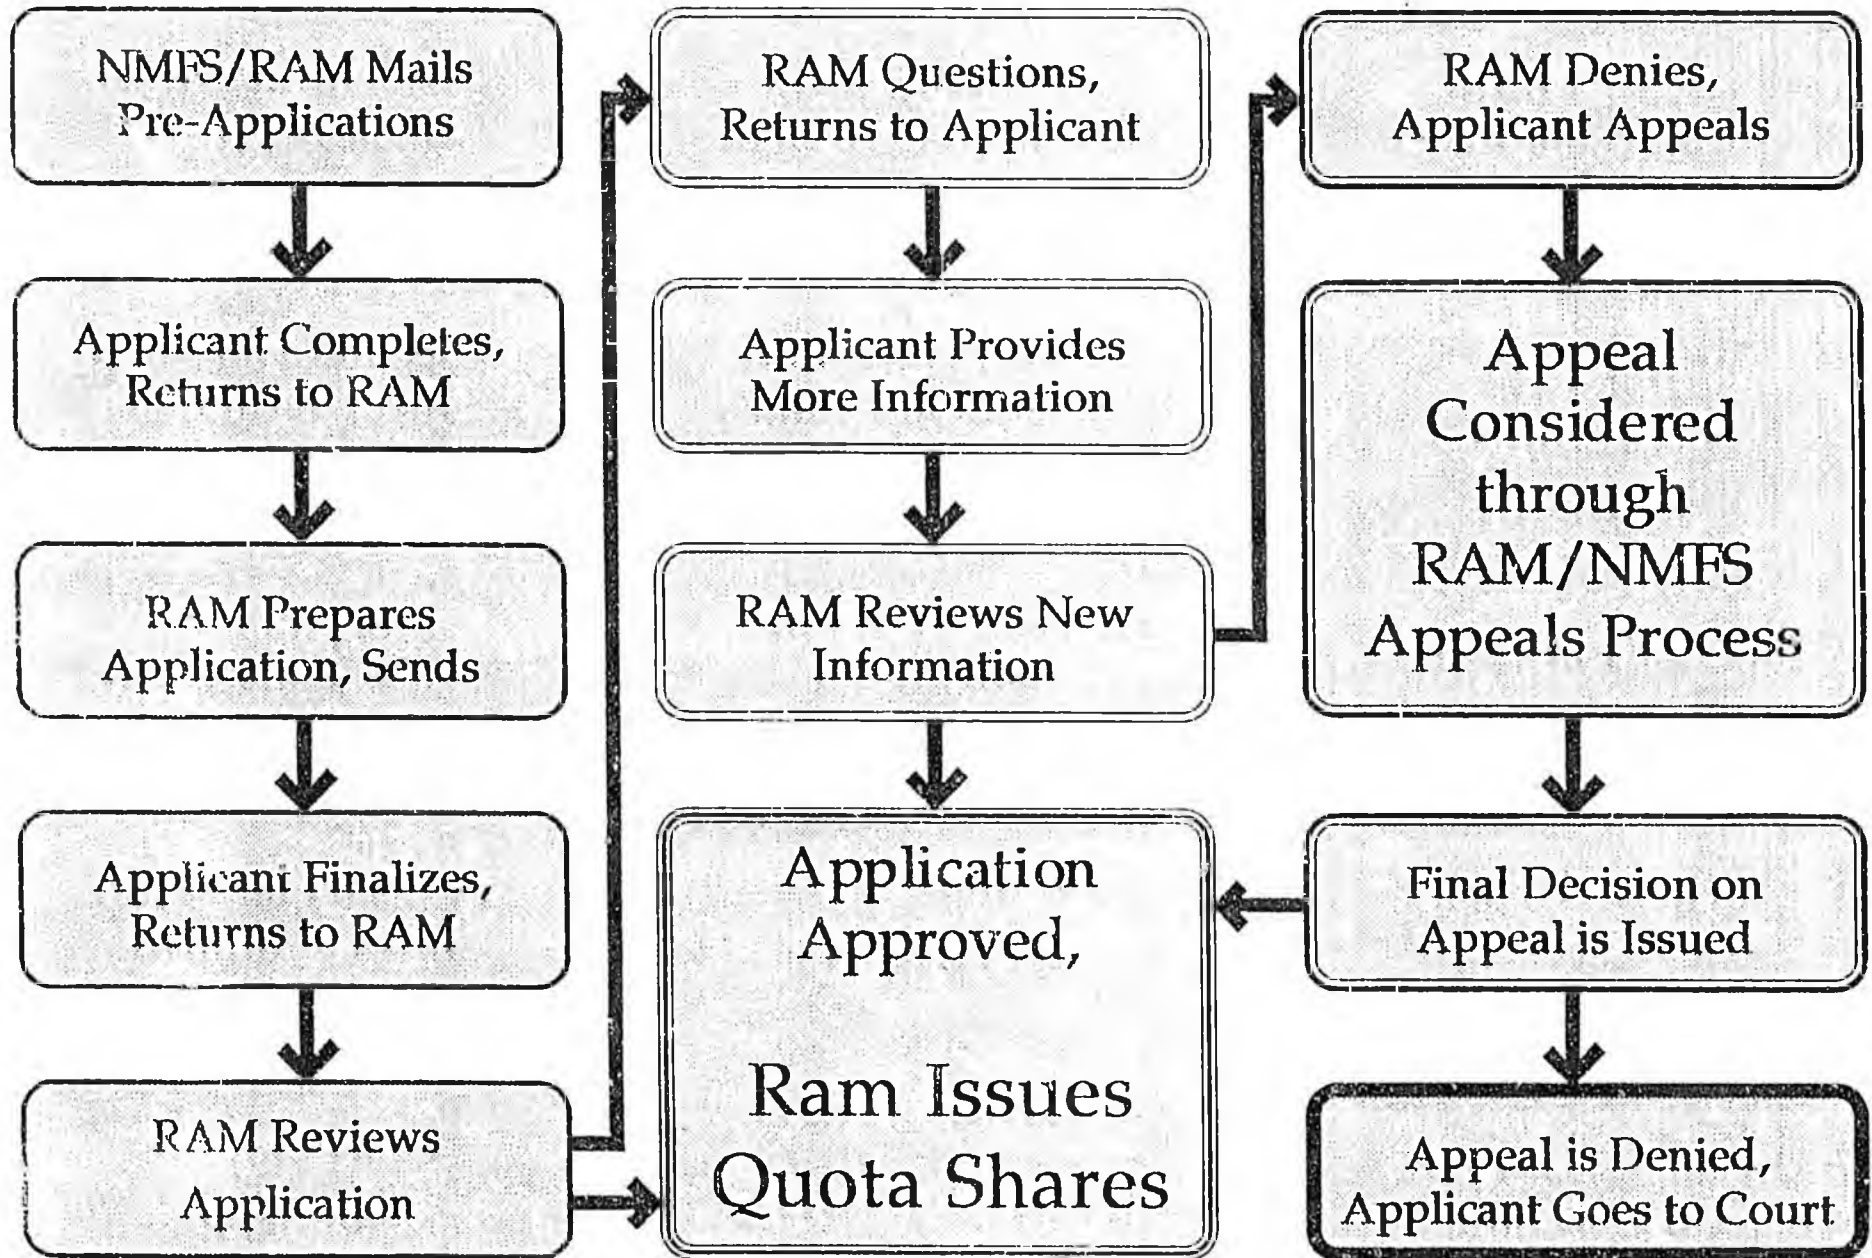 NMFS/RAM Mails
Pre-Applications
Applicant Completes,
Returns to RAM
RAM Prepares
Application, Sends
Applicant Finalizes,
Returns to RAM
RAM Reviews
Application
RAM Questions,
Returns to Applicant
Applicant Provides
More Information
RAM Reviews New
Information
Application
Approved,
Ram Issues
Quota Shares
RAM Denies,
Applicant Appeals
Appeal
Considered
through
RAM/NMFS
Appeals Process
Final Decision on
Appeal is Issued
Appeal is Denied,
Applicant Goes to Court